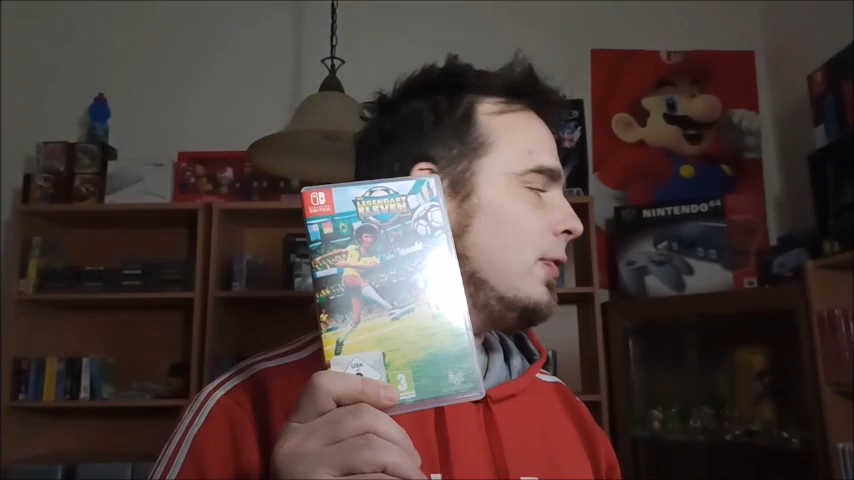 NINTENDO
SWITCH
LEGENDARY
ELEVEN
USK
3
NINTENDO 64